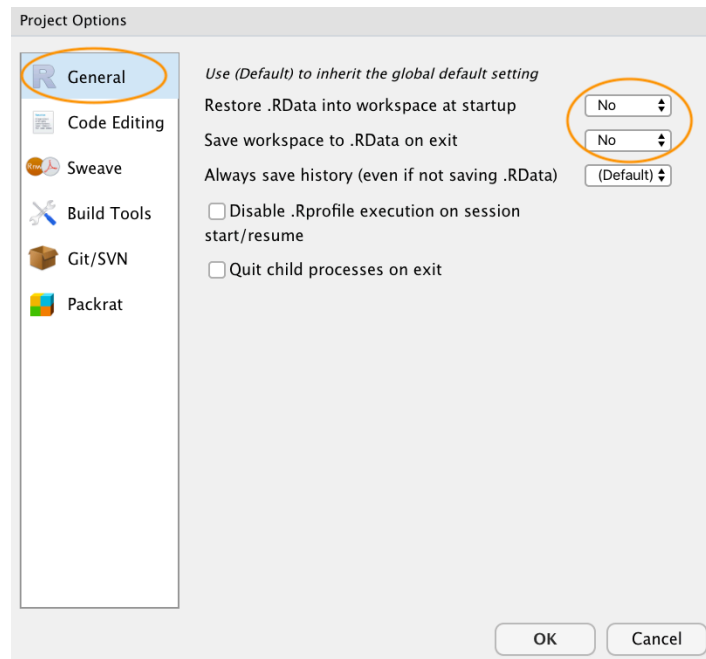 Project Options
General
Code Editing
Sweave
Build Tools
Git/SVN
Packrat
Use (Default) to inherit the global default setting
Restore .RData into workspace at startup No
Save workspace to .RData on exit No
Always save history (even if not saving .RData) (Default)
Disable .Rprofile execution on session
start/resume
Quit child processes on exit
OK Cancel